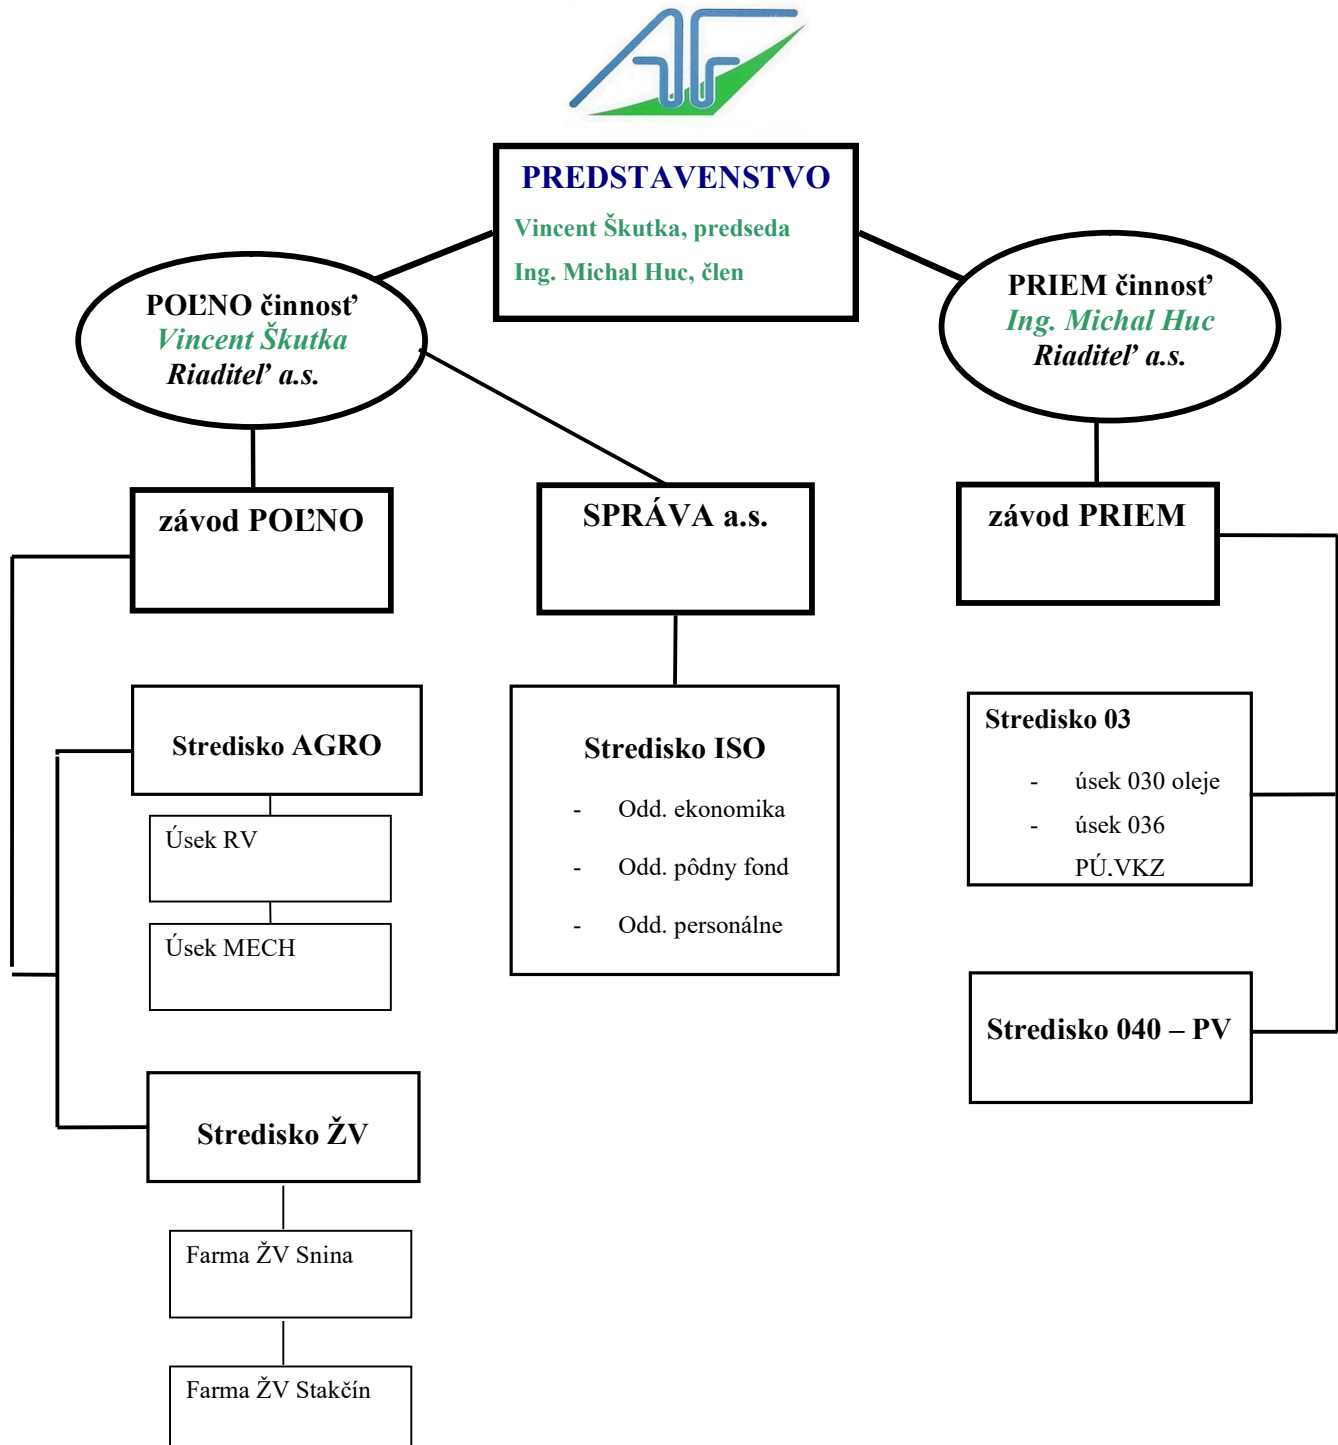 PREDSTAVENSTVO
Vincent Škutka, predseda
Ing. Michal Huc, člen
POĽNO činnosť
Vincent Škutka
Riaditeľ a.s.
PRIEM činnosť
Ing. Michal Huc
Riaditeľ a.s.
závod POĽNO
SPRÁVA a.s.
závod PRIEM
Stredisko AGRO
Úsek RV
Úsek MECH
Stredisko ŽV
Farma ŽV Snina
Farma ŽV Stakčín
Stredisko ISO
- Odd. ekonomika
- Odd. pôdny fond
- Odd. personálne
Stredisko 03
- úsek 030 oleje
- úsek 036
PÚ,VKZ
Stredisko 040 – PV